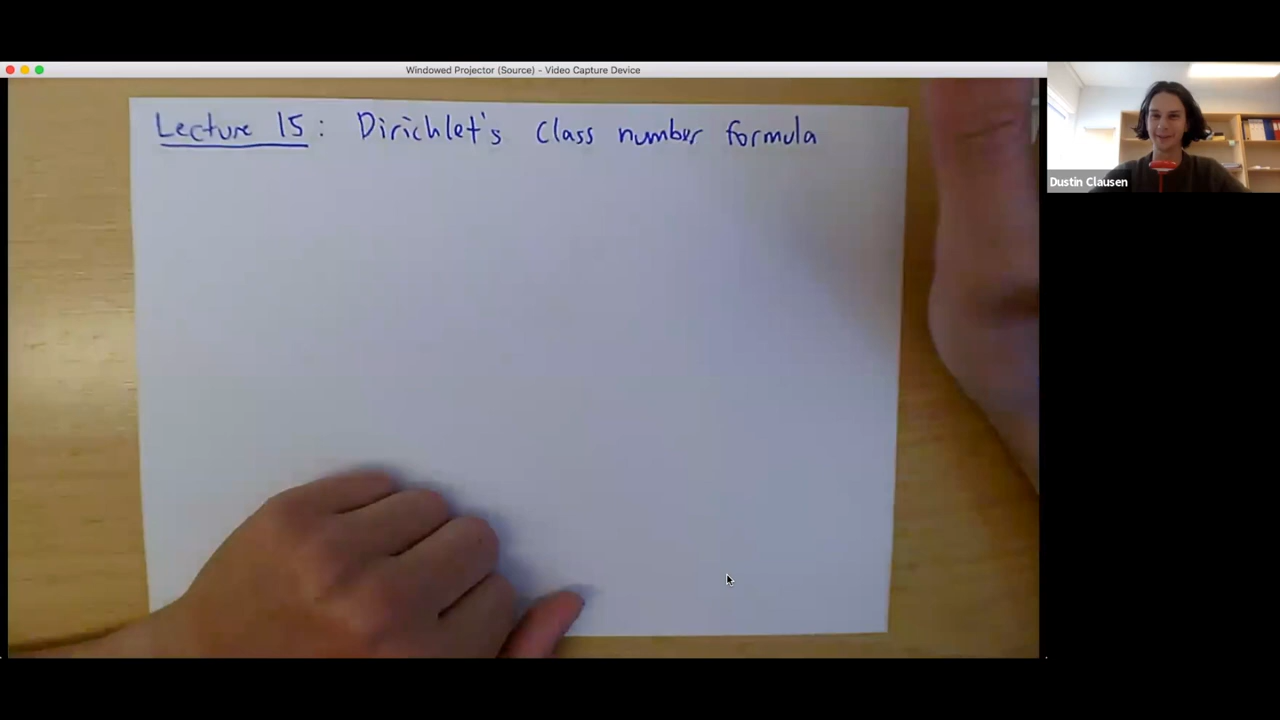 Windowed Projector (Source) - Video Capture Device
Lecture 15: Dirichlet's Class number formula
Dustin Clausen